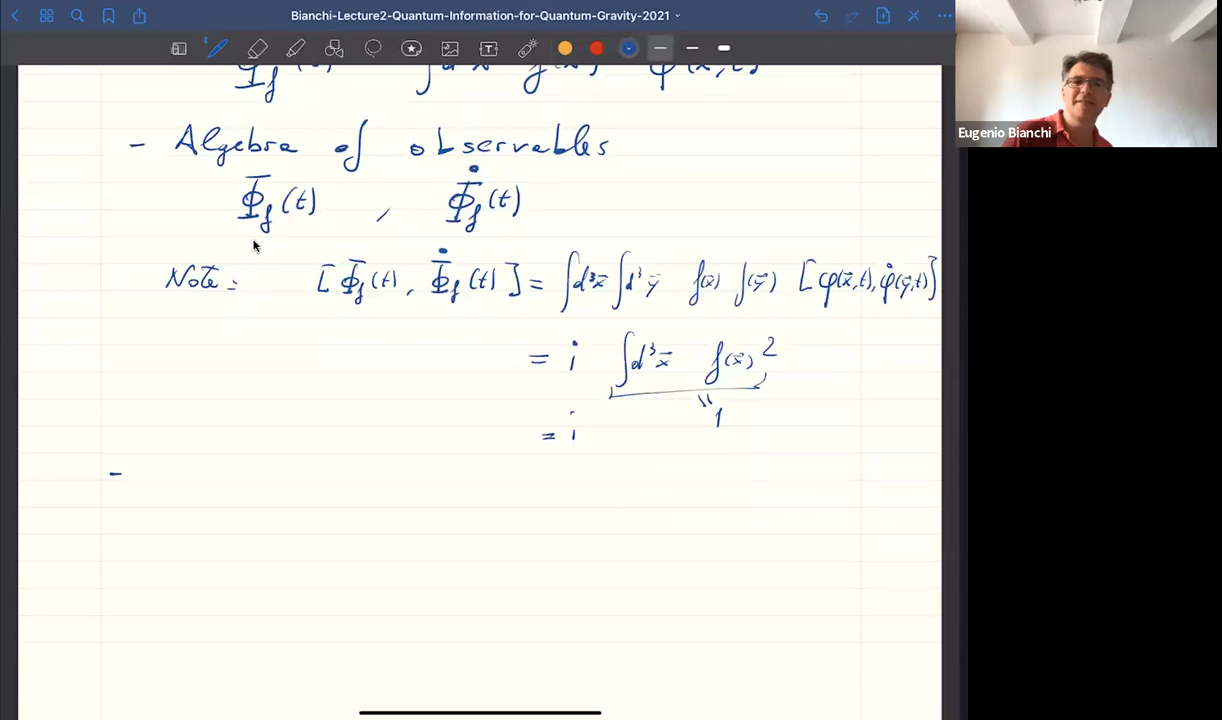 Bianchi-Lecture2-Quantum-Information-for-Quantum-Gravity-2021
Eugenio Bianchi
- Algebra of observables
Φ_f(t) , Φ̇_f(t)
Note: [Φ_f(t), Φ̇_f(t)] = ∫d³x⃗ ∫d³y⃗ f(x⃗) f(y⃗) [φ(x⃗,t), φ̇(y⃗,t)]
= i ∫d³x⃗ f(x⃗)²
= i
"
1
-